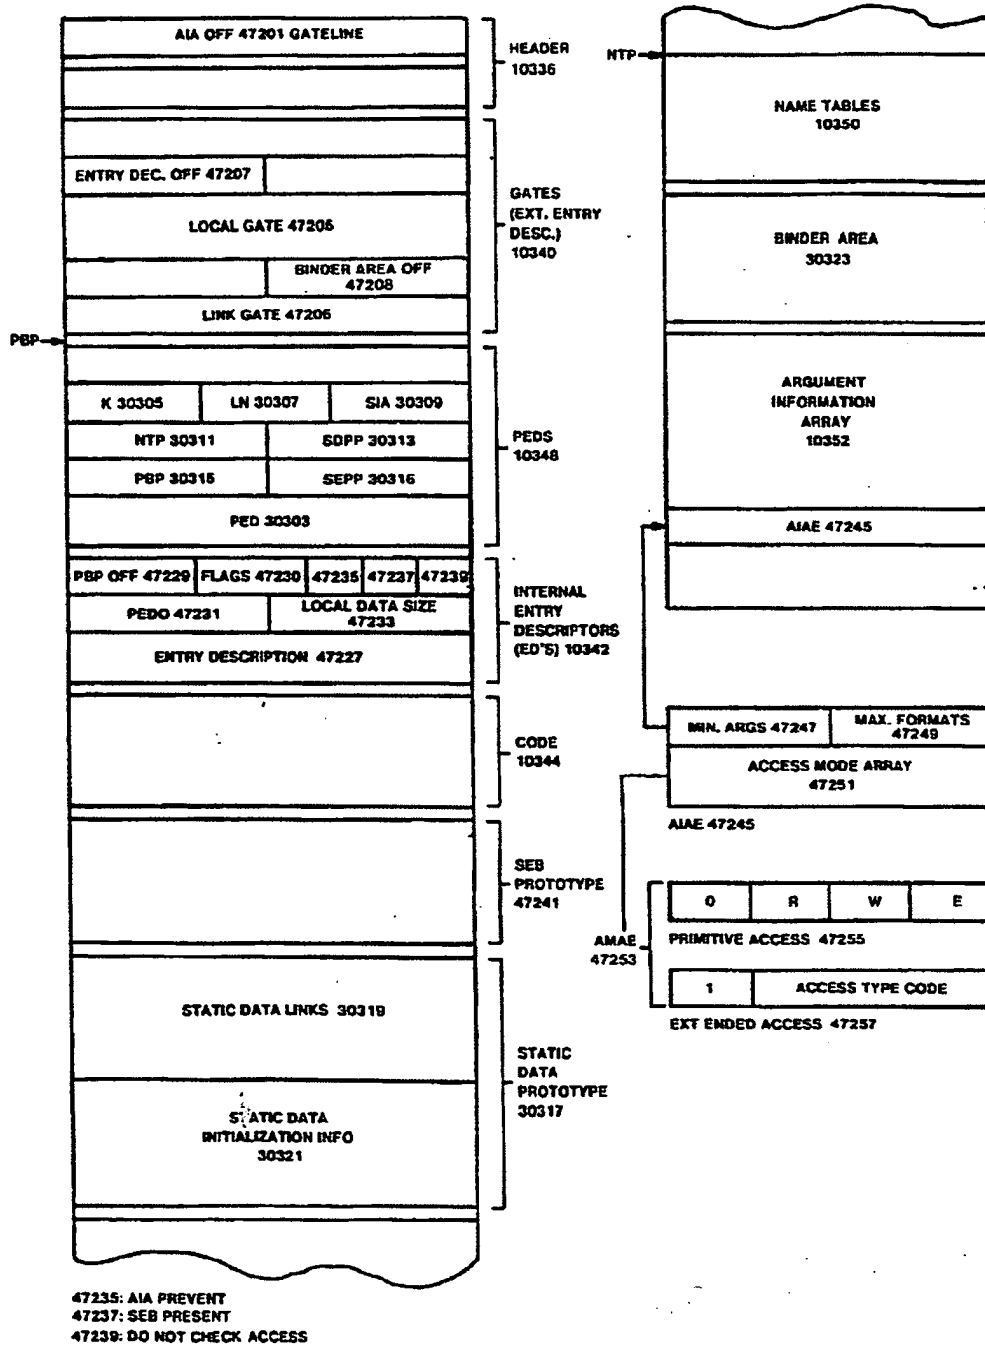 AIA OFF 47201 GATELINE
HEADER
10336
ENTRY DEC. OFF 47207
LOCAL GATE 47205
BINDER AREA OFF
47208
LINK GATE 47206
GATES
(EXT. ENTRY
DESC.)
10340
PBP
K 30305
LN 30307
SIA 30309
NTP 30311
SDPP 30313
PBP 30315
SEPP 30316
PED 30303
PEDS
10348
PBP OFF 47229
FLAGS 47230
47235
47237
47239
PEDO 47231
LOCAL DATA SIZE
47233
ENTRY DESCRIPTION 47227
INTERNAL
ENTRY
DESCRIPTORS
(ED'S) 10342
CODE
10344
SEB
PROTOTYPE
47241
STATIC DATA LINKS 30319
STATIC DATA
INITIALIZATION INFO
30321
STATIC
DATA
PROTOTYPE
30317
47235: AIA PREVENT
47237: SEB PRESENT
47239: DO NOT CHECK ACCESS
NTP
NAME TABLES
10350
BINDER AREA
30323
ARGUMENT
INFORMATION
ARRAY
10352
AIAE 47245
MIN. ARGS 47247
MAX. FORMATS
47249
ACCESS MODE ARRAY
47251
AIAE 47245
AMAE
47253
0
R
W
E
PRIMITIVE ACCESS 47255
1
ACCESS TYPE CODE
EXT ENDED ACCESS 47257